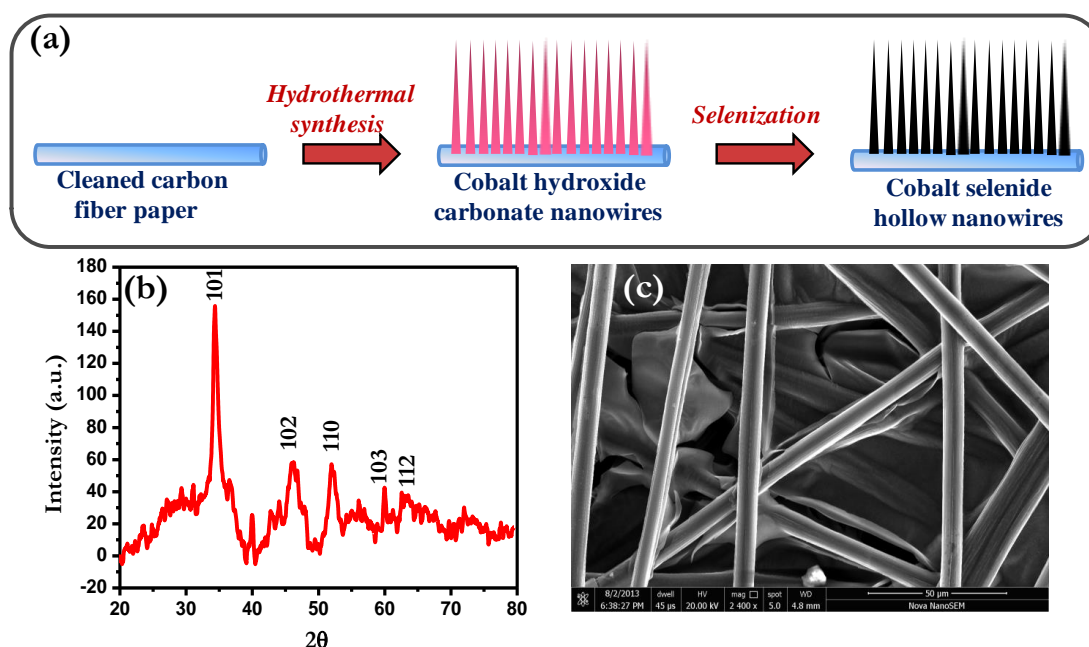 (a)
Hydrothermal
synthesis
Selenization
Cleaned carbon
fiber paper
Cobalt hydroxide
carbonate nanowires
Cobalt selenide
hollow nanowires
(b)
180
160
140
120
100
80
60
40
20
0
-20
Intensity (a.u.)
101
102
110
103
112
20
30
40
50
60
70
80
2θ
(c)
8/2/2013 dwell HV mag spot WD 50 µm
6:38:27 PM 45 µs 20.00 kV 2 400 x 5.0 4.8 mm Nova NanoSEM